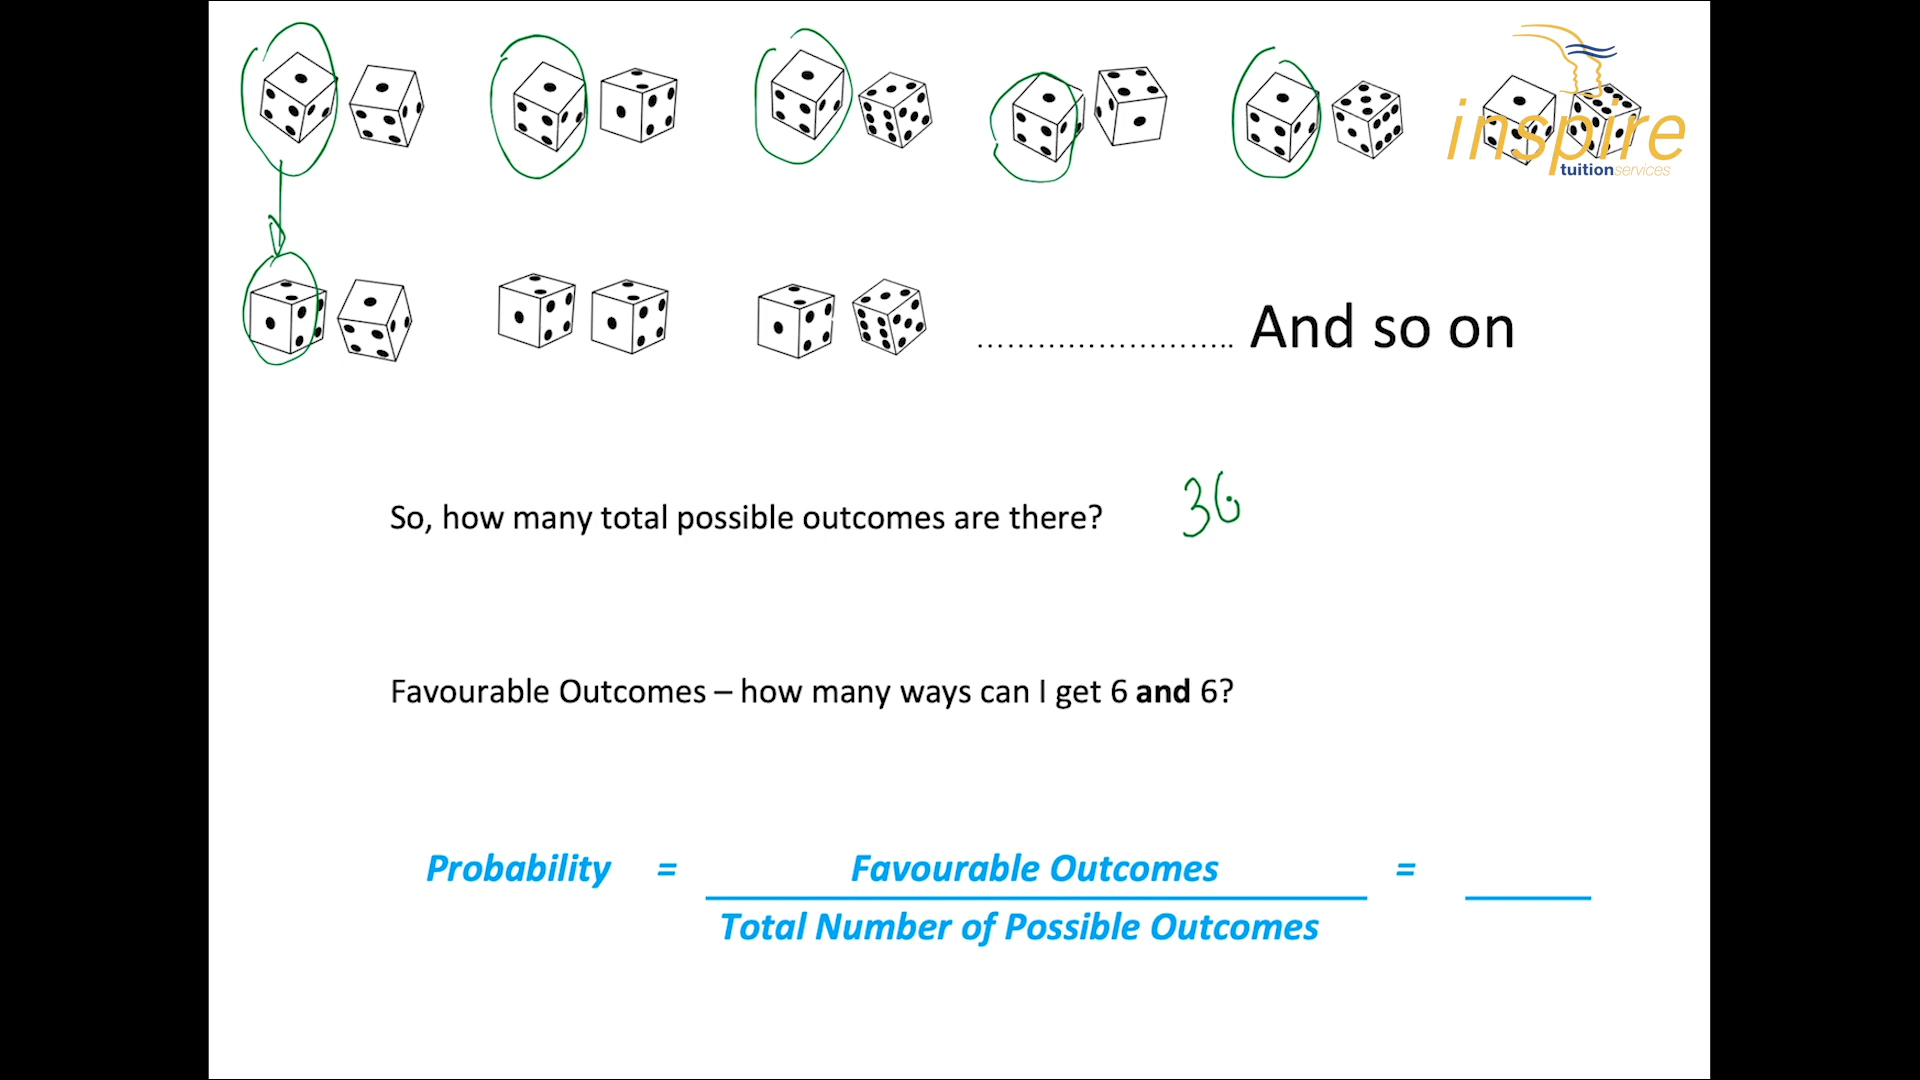 inspire
tuitionservices
........................ And so on
So, how many total possible outcomes are there? 36
Favourable Outcomes – how many ways can I get 6 and 6?
Probability = Favourable Outcomes = ______
Total Number of Possible Outcomes